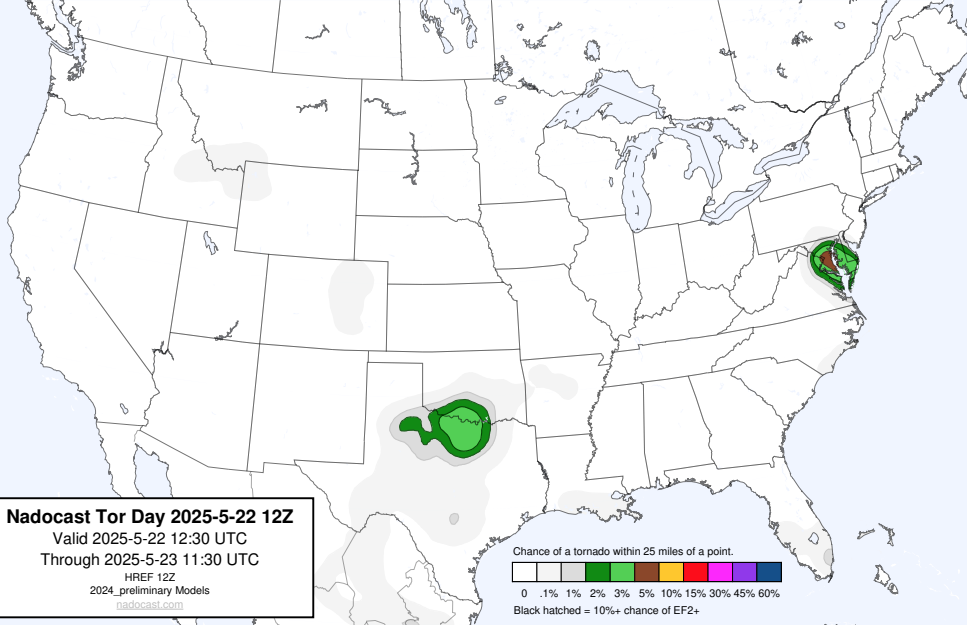 Nadocast Tor Day 2025-5-22 12Z
Valid 2025-5-22 12:30 UTC
Through 2025-5-23 11:30 UTC
HREF 12Z
2024_preliminary Models
nadocast.com
Chance of a tornado within 25 miles of a point.
0 .1% 1% 2% 3% 5% 10% 15% 30% 45% 60%
Black hatched = 10%+ chance of EF2+